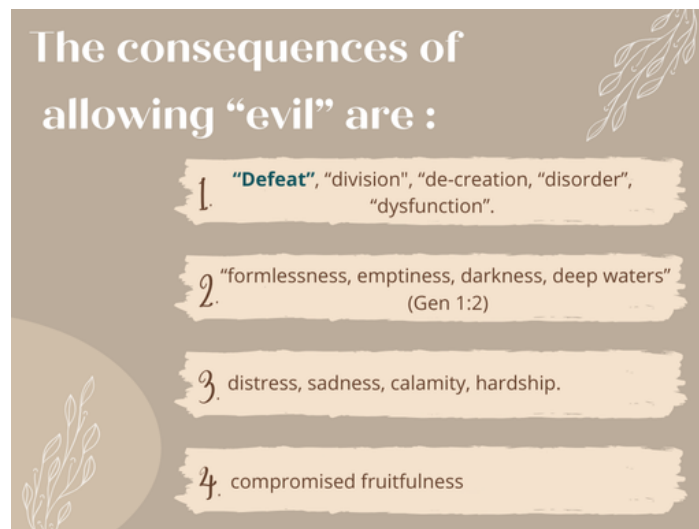 The consequences of
allowing “evil” are :
1. “Defeat”, “division", “de-creation, “disorder”,
“dysfunction”.
2. “formlessness, emptiness, darkness, deep waters”
(Gen 1:2)
3. distress, sadness, calamity, hardship.
4. compromised fruitfulness